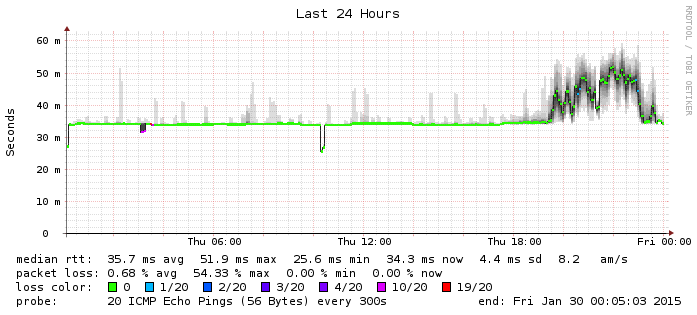 Last 24 Hours
RRDTOOL / TOBI OETIKER
Seconds
60 m
50 m
40 m
30 m
20 m
10 m
0
Thu 06:00 Thu 12:00 Thu 18:00 Fri 00:00
median rtt: 35.7 ms avg 51.9 ms max 25.6 ms min 34.3 ms now 4.4 ms sd 8.2 am/s
packet loss: 0.68 % avg 54.33 % max 0.00 % min 0.00 % now
loss color: 0 1/20 2/20 3/20 4/20 10/20 19/20
probe: 20 ICMP Echo Pings (56 Bytes) every 300s end: Fri Jan 30 00:05:03 2015